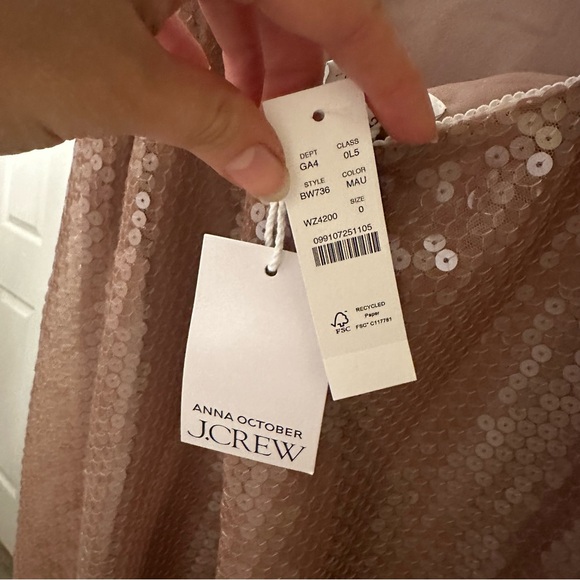 DEPT CLASS
GA4 0L5
STYLE COLOR
BW736 MAU
SIZE
WZ4200 0
099107251105
FSC
RECYCLED
Paper
FSC® C117781
ANNA OCTOBER
J.CREW